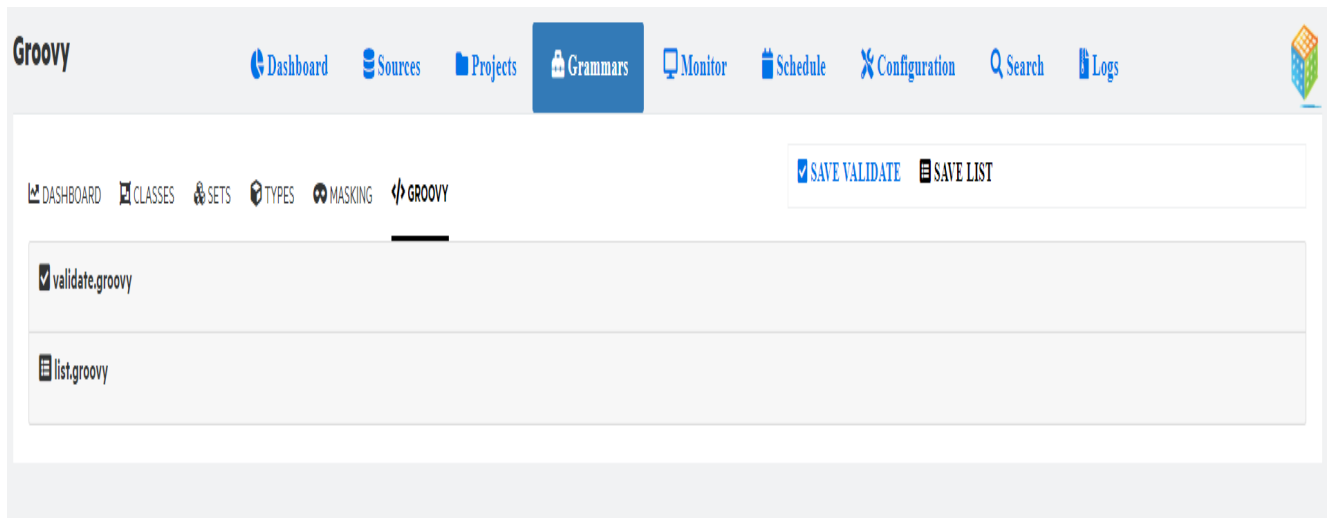 Groovy
Dashboard Sources Projects Grammars Monitor Schedule Configuration Search Logs
SAVE VALIDATE SAVE LIST
DASHBOARD CLASSES SETS TYPES MASKING </> GROOVY
validate.groovy
list.groovy